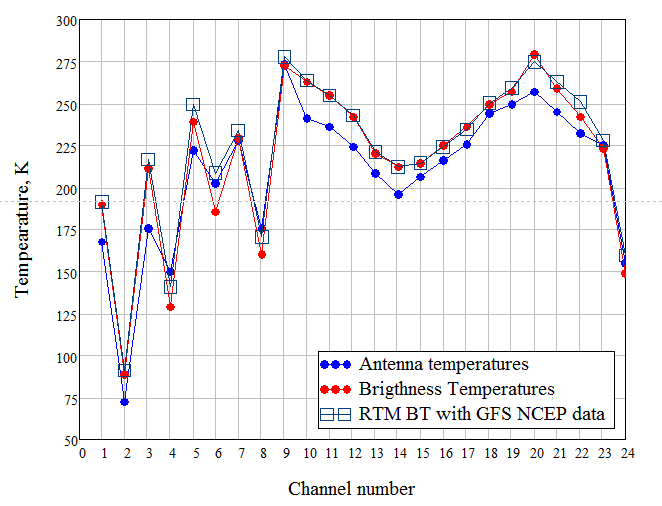 300
275
250
225
200
175
150
125
100
75
50
Tempearature, K
Antenna temperatures
Brigthness Temperatures
RTM BT with GFS NCEP data
0 1 2 3 4 5 6 7 8 9 10 11 12 13 14 15 16 17 18 19 20 21 22 23 24
Channel number